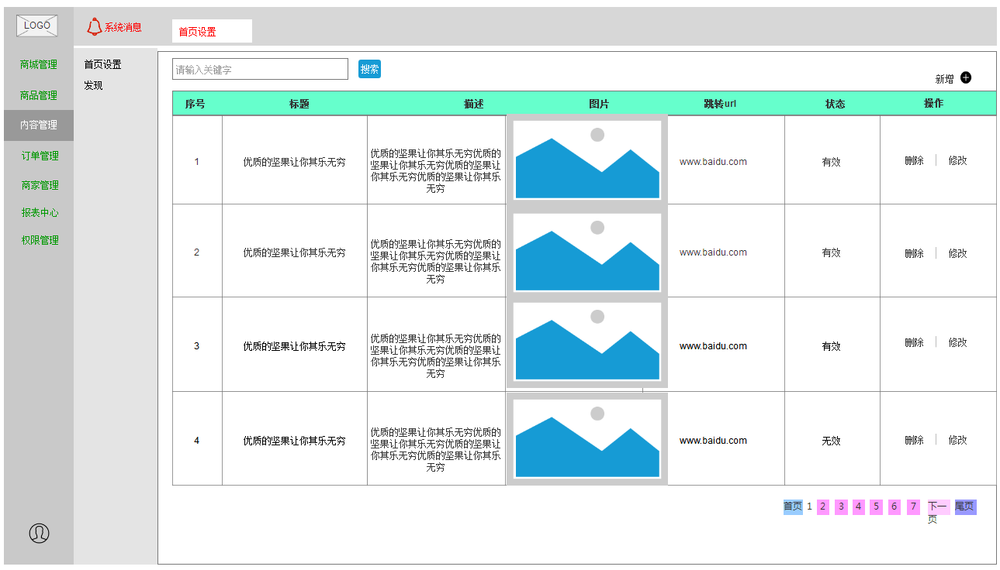 LOGO
系统消息
首页设置
商城管理
商品管理
内容管理
订单管理
商家管理
报表中心
权限管理
首页设置
发现
请输入关键字
搜索
新增
序号 标题 描述 图片 跳转url 状态 操作
1 优质的坚果让你其乐无穷
优质的坚果让你其乐无穷优质的
坚果让你其乐无穷优质的坚果让
你其乐无穷优质的坚果让你其乐
无穷
www.baidu.com 有效 删除 修改
2 优质的坚果让你其乐无穷
优质的坚果让你其乐无穷优质的
坚果让你其乐无穷优质的坚果让
你其乐无穷优质的坚果让你其乐
无穷
www.baidu.com 有效 删除 修改
3 优质的坚果让你其乐无穷
优质的坚果让你其乐无穷优质的
坚果让你其乐无穷优质的坚果让
你其乐无穷优质的坚果让你其乐
无穷
www.baidu.com 有效 删除 修改
4 优质的坚果让你其乐无穷
优质的坚果让你其乐无穷优质的
坚果让你其乐无穷优质的坚果让
你其乐无穷优质的坚果让你其乐
无穷
www.baidu.com 无效 删除 修改
首页 1 2 3 4 5 6 7 下一 尾页
页